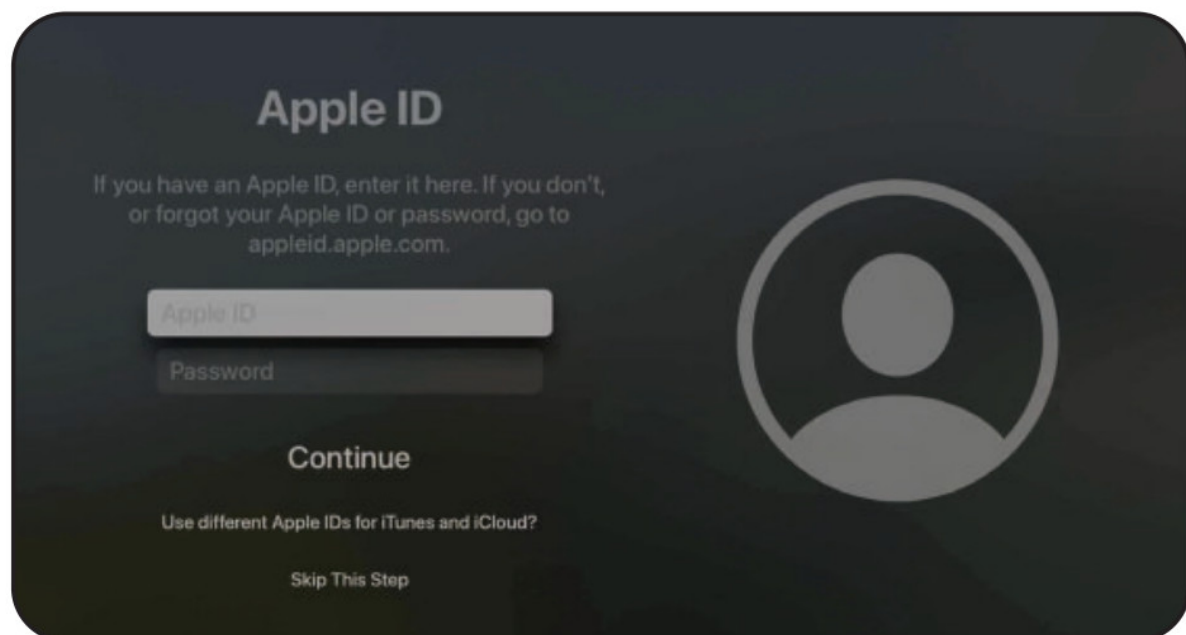 Apple ID
If you have an Apple ID, enter it here. If you don't,
or forgot your Apple ID or password, go to
appleid.apple.com.
Apple ID
Password
Continue
Use different Apple IDs for iTunes and iCloud?
Skip This Step